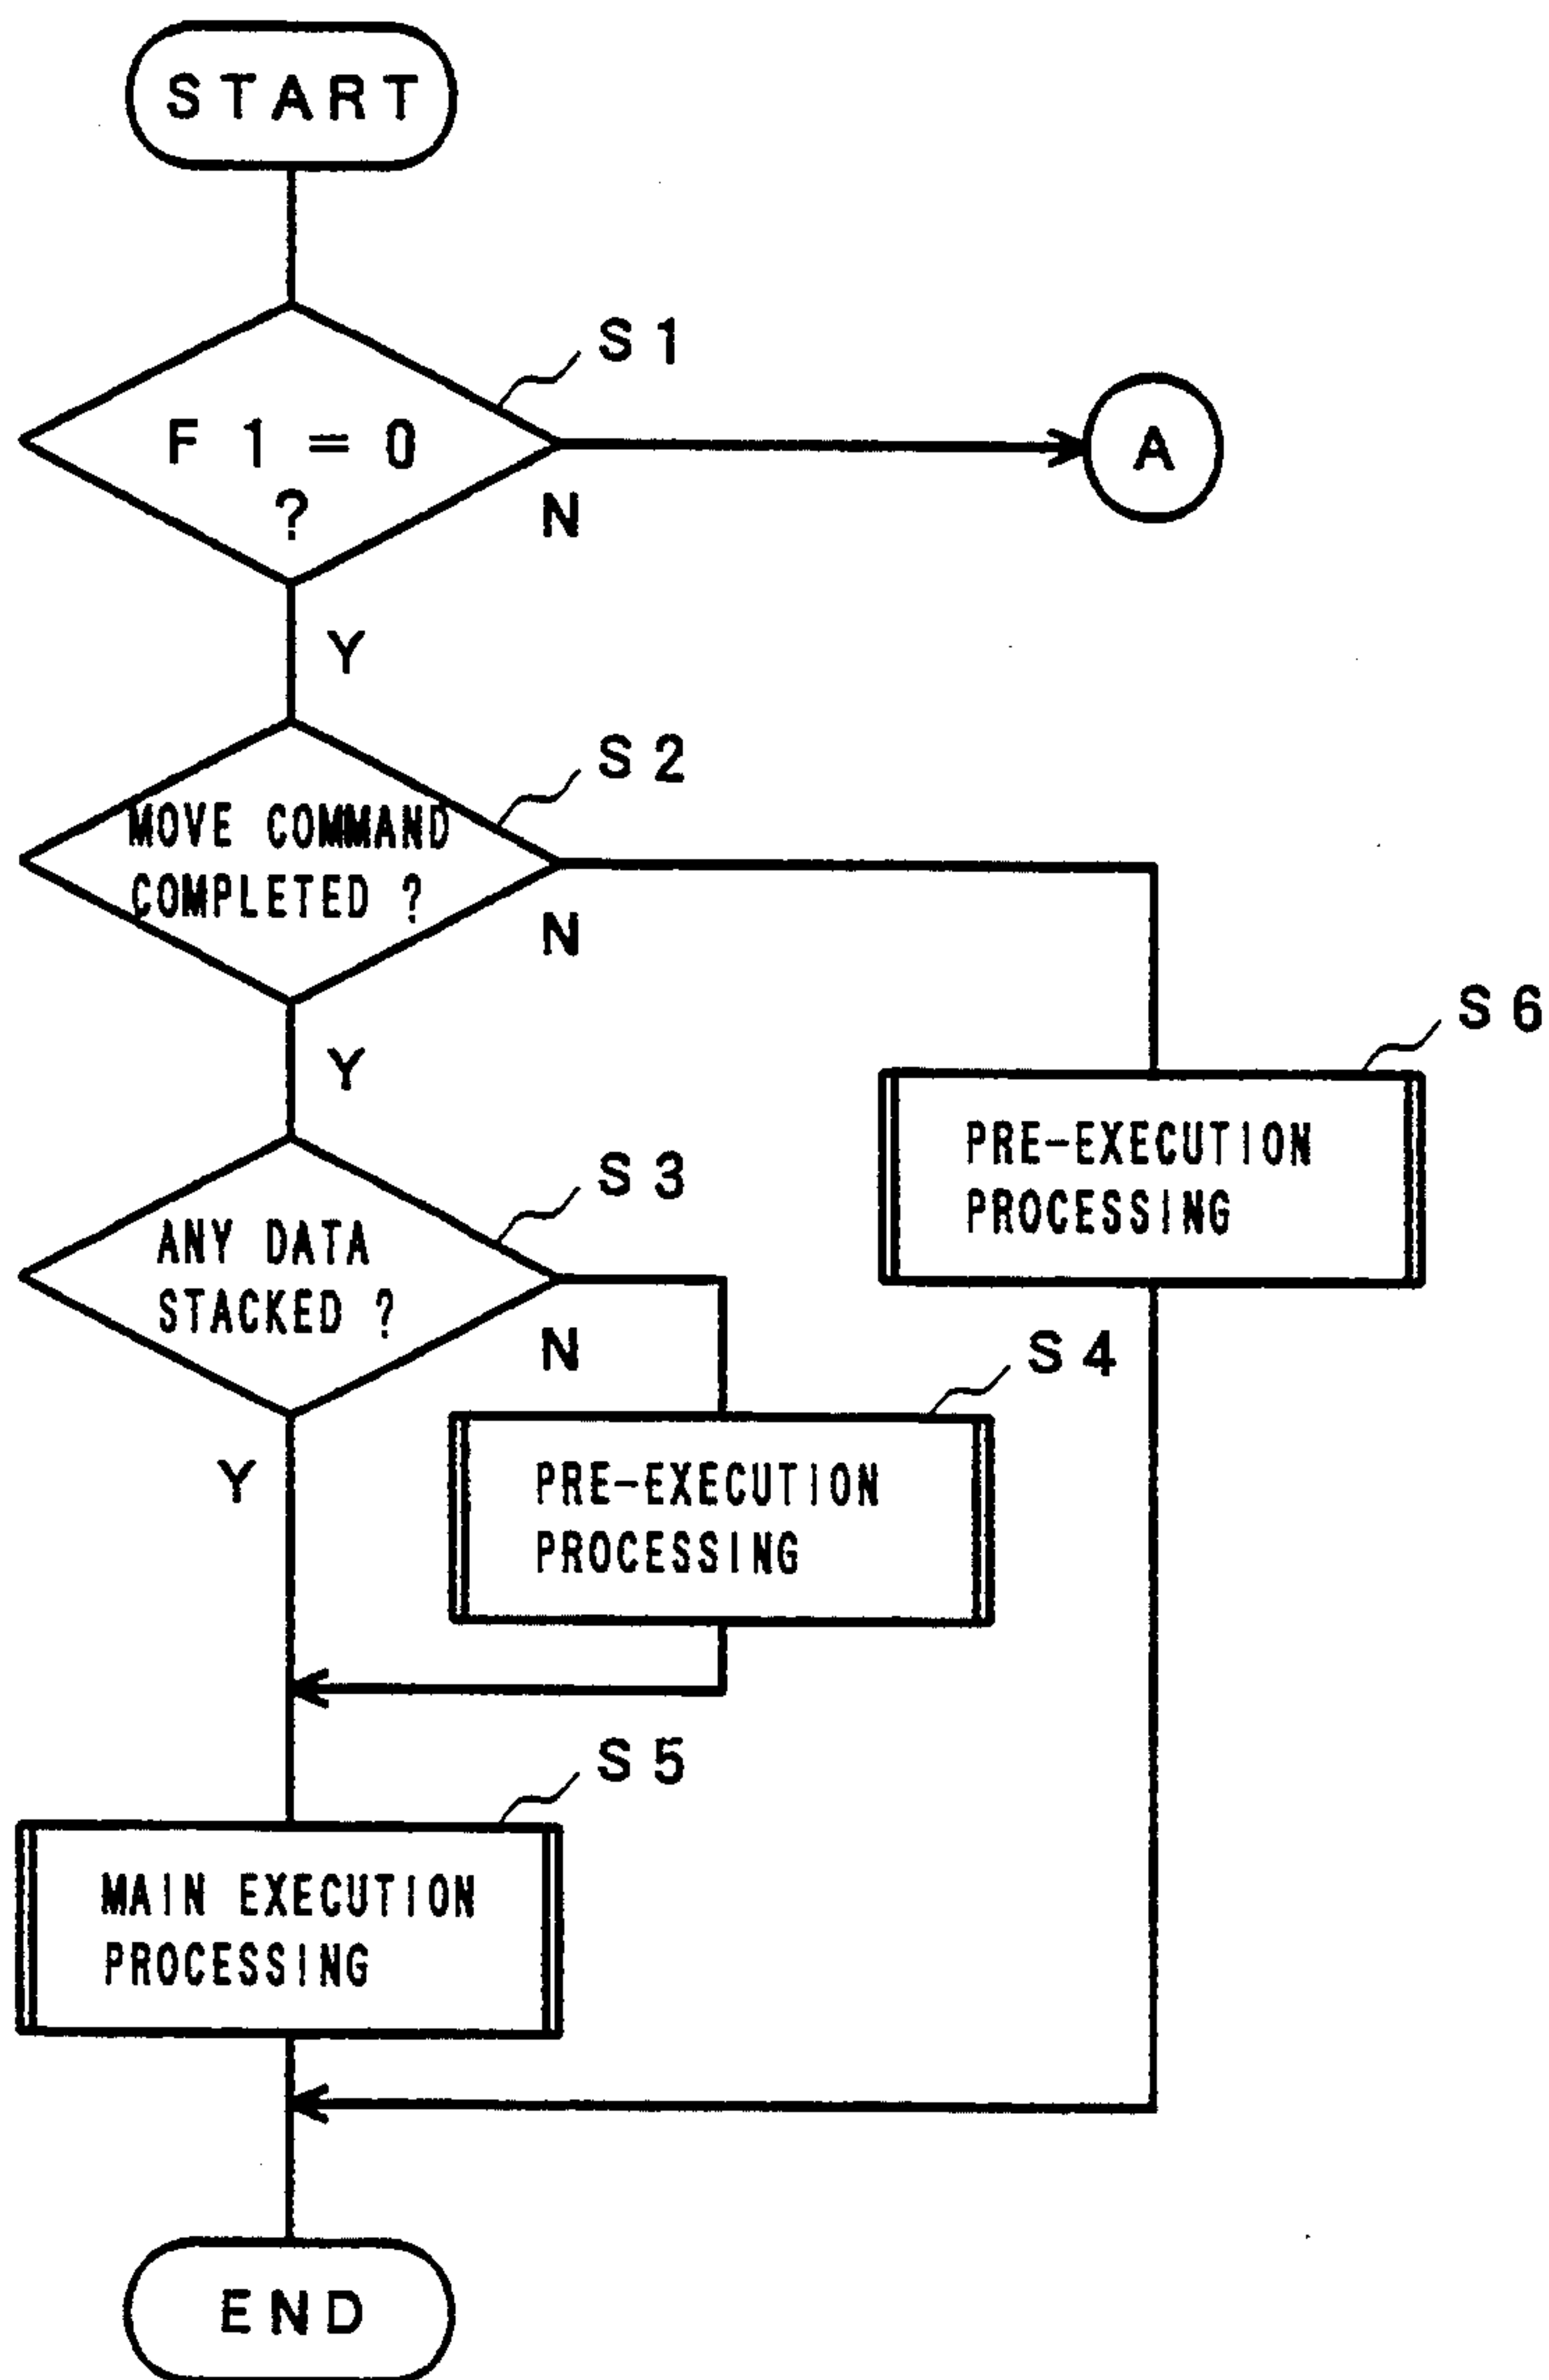 START
S1
F1=0
?
A
N
Y
S2
MOVE COMMAND
COMPLETED ?
N
Y
S6
PRE-EXECUTION
PROCESSING
S3
ANY DATA
STACKED ?
N
S4
Y
PRE-EXECUTION
PROCESSING
S5
MAIN EXECUTION
PROCESSING
END